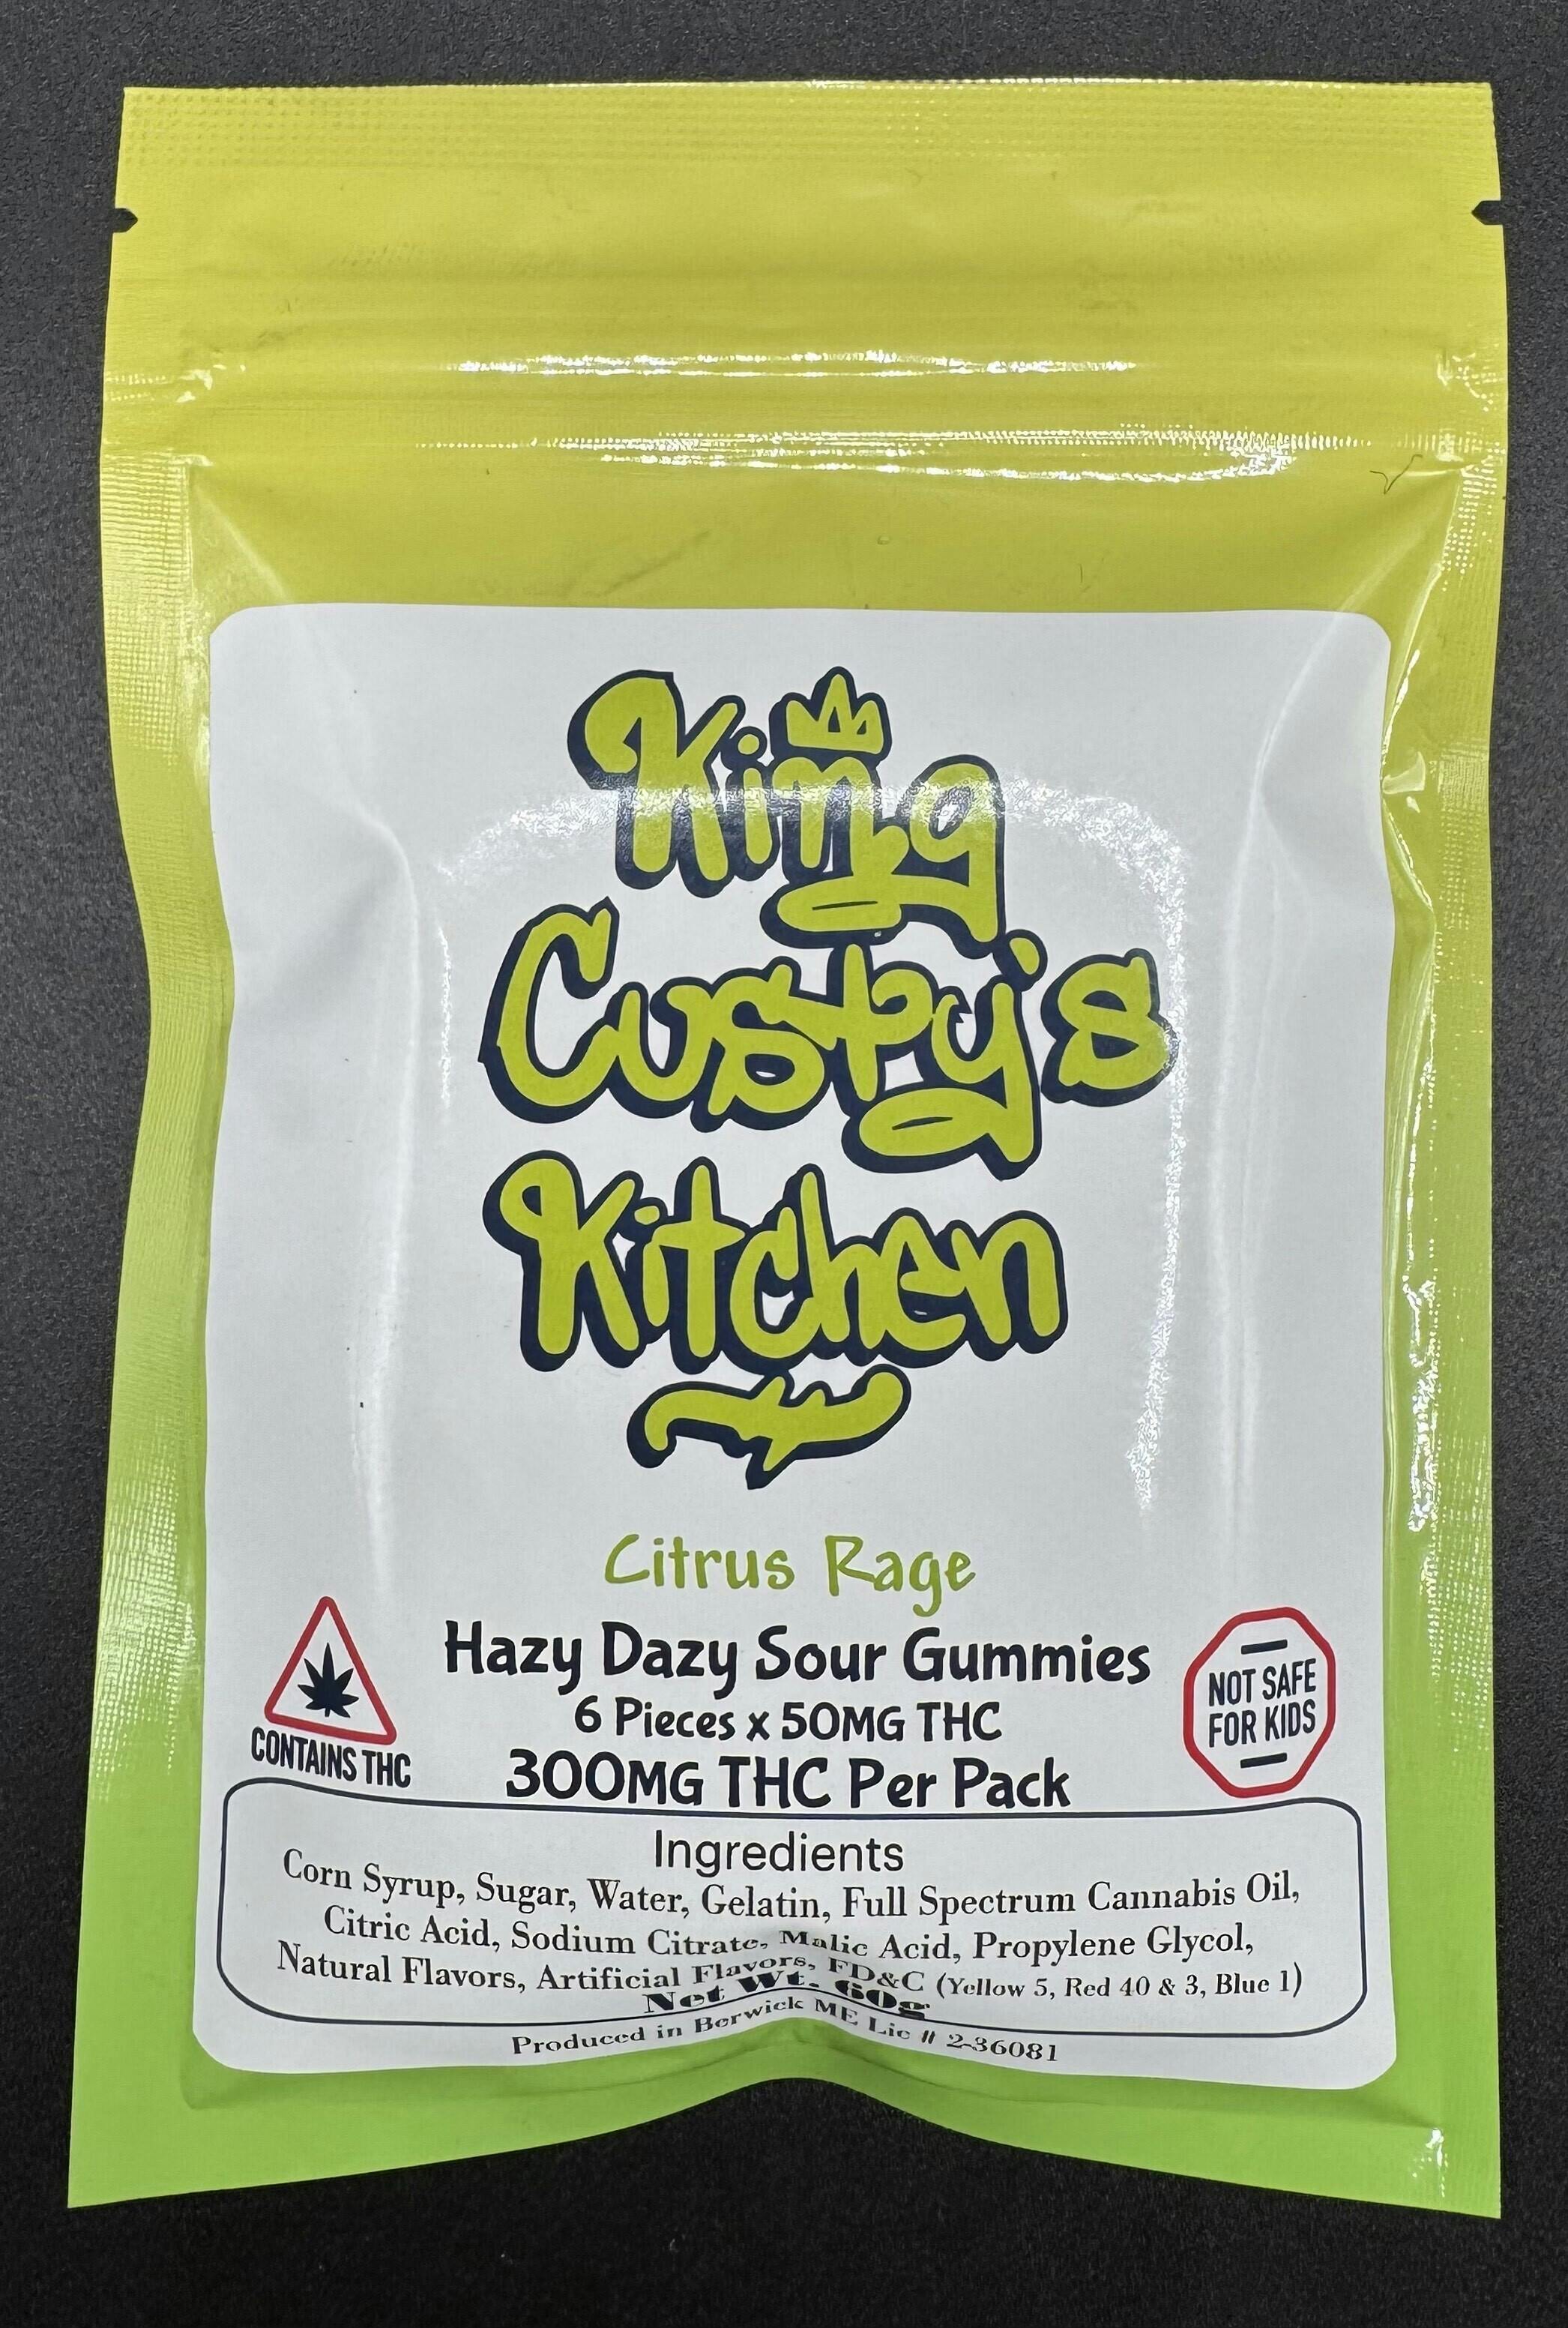 King
Custy's
Kitchen
Citrus Rage
Hazy Dazy Sour Gummies
6 Pieces x 50MG THC
300MG THC Per Pack
CONTAINS THC
NOT SAFE
FOR KIDS
Ingredients
Corn Syrup, Sugar, Water, Gelatin, Full Spectrum Cannabis Oil,
Citric Acid, Sodium Citrate, Malic Acid, Propylene Glycol,
Natural Flavors, Artificial Flavors, FD&C (Yellow 5, Red 40 & 3, Blue 1)
Net Wt. 60g
Produced in Berwick ME Lic # 2-36081